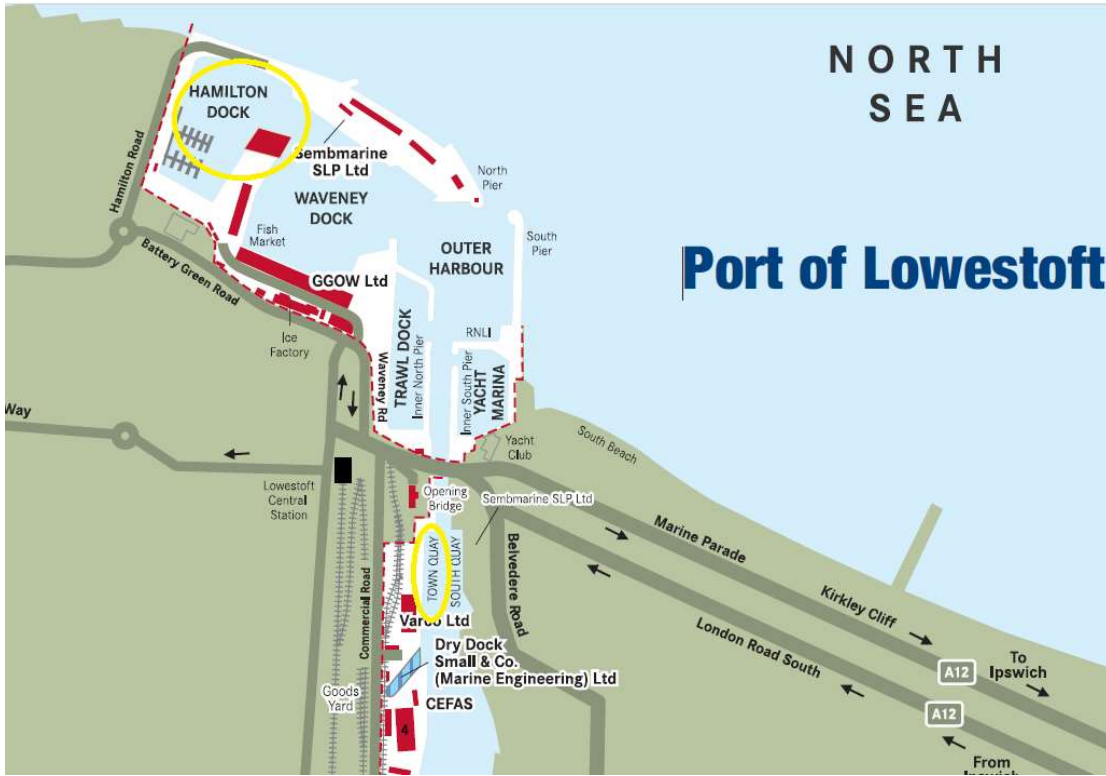 NORTH
SEA
HAMILTON
DOCK
Sembmarine
SLP Ltd
Hamilton Road
North
Pier
WAVENEY
DOCK
South
Pier
OUTER
HARBOUR
Fish
Market
Port of Lowestoft
Battery Green Road
GGOW Ltd
Ice
Factory
RNLI
Waveney Rd
TRAWL DOCK
Inner North Pier
Inner South Pier
YACHT
MARINA
Way
Yacht
Club
South Beach
Lowestoft
Central
Station
Opening
Bridge
Sembmarine SLP Ltd
Marine Parade
Belvedere Road
TOWN QUAY
SOUTH QUAY
Commercial Road
Kirkley Cliff
Varco Ltd
London Road South
Dry Dock
Small & Co.
(Marine Engineering) Ltd
To
Ipswich
A12
Goods
Yard
CEFAS
A12
4
From